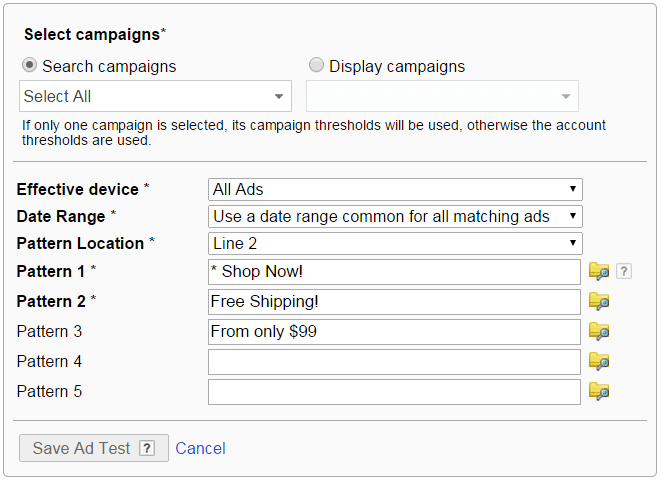 Select campaigns*
Search campaigns
Display campaigns
Select All
If only one campaign is selected, its campaign thresholds will be used, otherwise the account
thresholds are used.
Effective device * All Ads
Date Range * Use a date range common for all matching ads
Pattern Location * Line 2
Pattern 1 * * Shop Now! ?
Pattern 2 * Free Shipping!
Pattern 3 From only $99
Pattern 4
Pattern 5
Save Ad Test ? Cancel